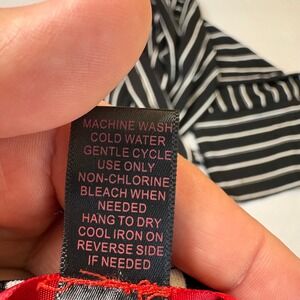 MACHINE WASH
COLD WATER
GENTLE CYCLE
USE ONLY
NON-CHLORINE
BLEACH WHEN
NEEDED
HANG TO DRY
COOL IRON ON
REVERSE SIDE
IF NEEDED